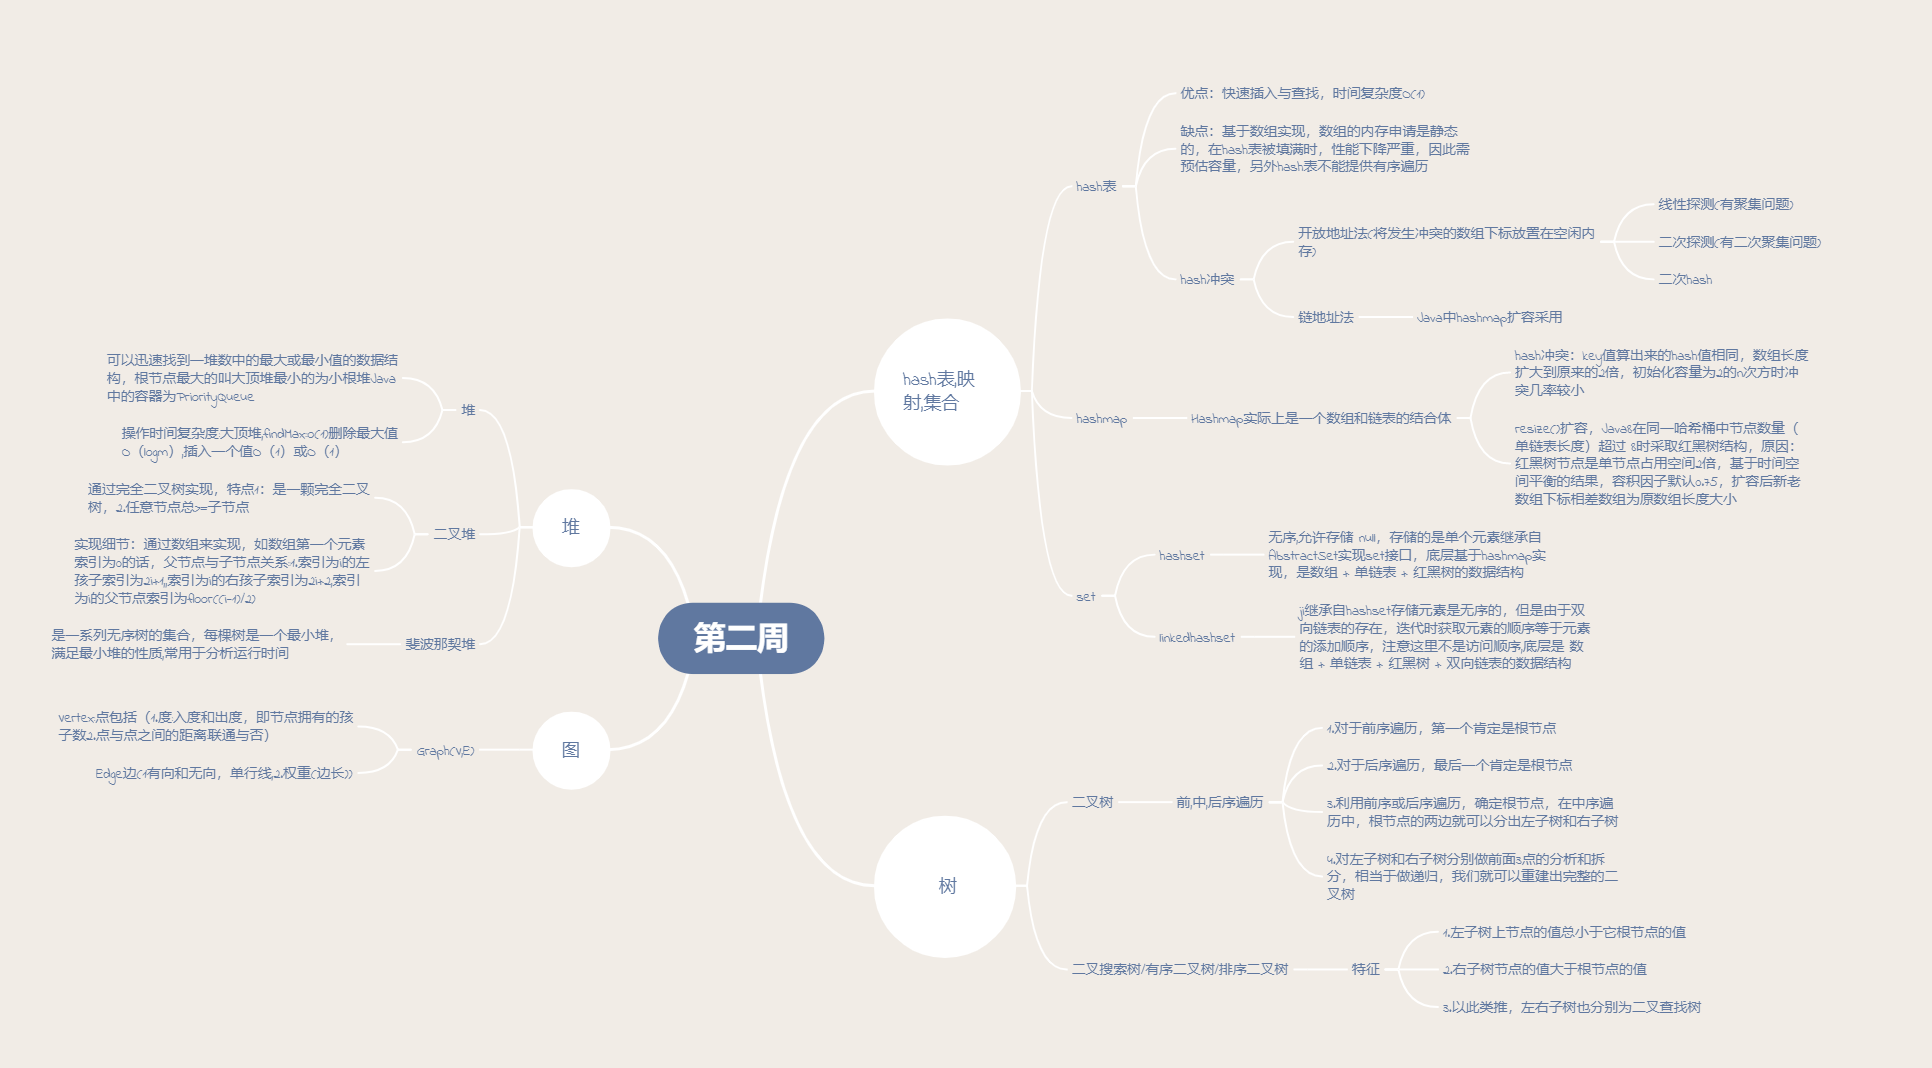 第二周
hash表,映
射,集合
hash表
优点：快速插入与查找，时间复杂度O(1)
缺点：基于数组实现，数组的内存申请是静态
的，在hash表被填满时，性能下降严重，因此需
预估容量，另外hash表不能提供有序遍历
hash冲突
开放地址法(将发生冲突的数组下标放置在空闲内
存)
线性探测(有聚集问题)
二次探测(有二次聚集问题)
二次hash
链地址法
Java中hashmap扩容采用
hashmap
Hashmap实际上是一个数组和链表的结合体
hash冲突：key值算出来的hash值相同，数组长度
扩大到原来的2倍，初始化容量为2的n次方时冲
突几率较小
resize()扩容，Java8在同一哈希桶中节点数量（
单链表长度）超过 8时采取红黑树结构，原因：
红黑树节点是单节点占用空间2倍，基于时间空
间平衡的结果，容积因子默认0.75，扩容后新老
数组下标相差数组为原数组长度大小
set
hashset
无序,允许存储 null，存储的是单个元素继承自
AbstractSet实现set接口，底层基于hashmap实
现，是数组 + 单链表 + 红黑树的数据结构
linkedhashset
jj继承自hashset存储元素是无序的，但是由于双
向链表的存在，迭代时获取元素的顺序等于元素
的添加顺序，注意这里不是访问顺序,底层是 数
组 + 单链表 + 红黑树 + 双向链表的数据结构
树
二叉树
前,中,后序遍历
1.对于前序遍历，第一个肯定是根节点
2.对于后序遍历，最后一个肯定是根节点
3.利用前序或后序遍历，确定根节点，在中序遍
历中，根节点的两边就可以分出左子树和右子树
4.对左子树和右子树分别做前面3点的分析和拆
分，相当于做递归，我们就可以重建出完整的二
叉树
二叉搜索树/有序二叉树/排序二叉树
特征
1.左子树上节点的值总小于它根节点的值
2.右子树节点的值大于根节点的值
3.以此类推，左右子树也分别为二叉查找树
堆
堆
可以迅速找到一堆数中的最大或最小值的数据结
构，根节点最大的叫大顶堆最小的为小根堆Java
中的容器为PriorityQueue
操作时间复杂度:大顶堆,findMax:o(1)删除最大值
O（logm）,插入一个值O（1）或O（1）
二叉堆
通过完全二叉树实现，特点1：是一颗完全二叉
树，2.任意节点总>=子节点
实现细节：通过数组来实现，如数组第一个元素
索引为0的话，父节点与子节点关系:1.索引为i的左
孩子索引为2i+1,,索引为i的右孩子索引为2i+2,索引
为i的父节点索引为floor((i-1)/2)
斐波那契堆
是一系列无序树的集合，每棵树是一个最小堆，
满足最小堆的性质,常用于分析运行时间
图
Graph(V,E)
Vertex:点包括（1.度入度和出度，即节点拥有的孩
子数2.点与点之间的距离:联通与否）
Edge边(1有向和无向，单行线,2.权重(边长))